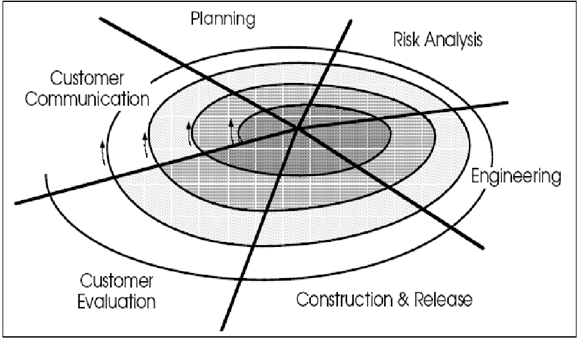 Planning
Risk Analysis
Customer
Communication
Engineering
Customer
Evaluation
Construction & Release